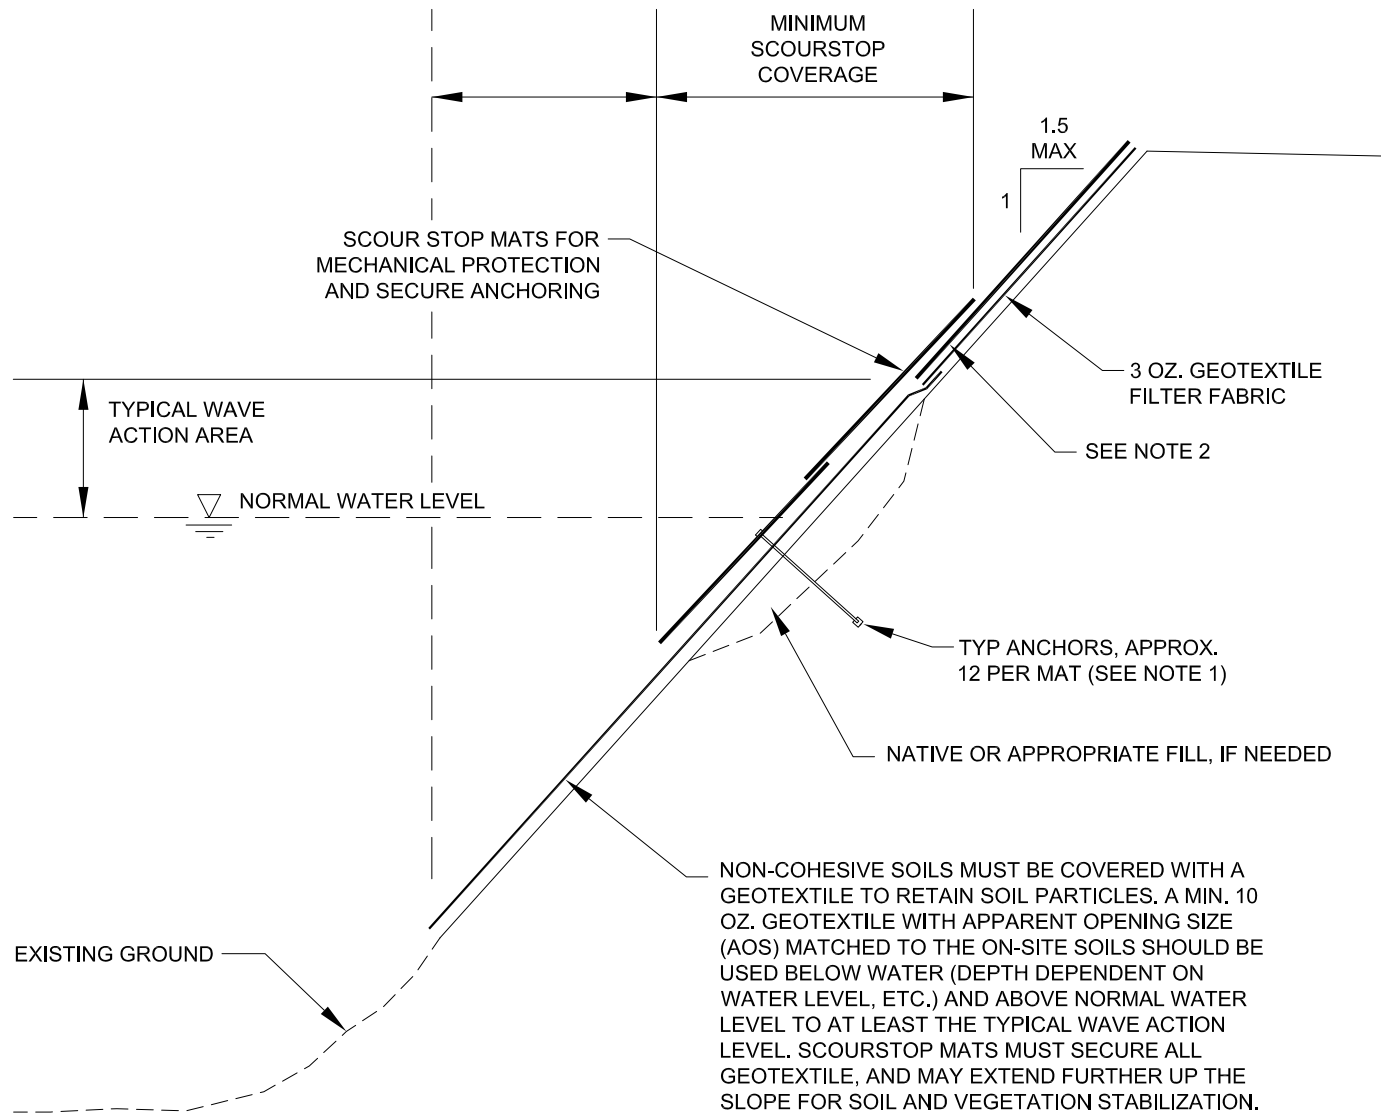 MINIMUM
SCOURSTOP
COVERAGE
1.5
MAX
1
SCOUR STOP MATS FOR
MECHANICAL PROTECTION
AND SECURE ANCHORING
3 OZ. GEOTEXTILE
FILTER FABRIC
TYPICAL WAVE
ACTION AREA
SEE NOTE 2
NORMAL WATER LEVEL
TYP ANCHORS, APPROX.
12 PER MAT (SEE NOTE 1)
NATIVE OR APPROPRIATE FILL, IF NEEDED
NON-COHESIVE SOILS MUST BE COVERED WITH A
GEOTEXTILE TO RETAIN SOIL PARTICLES. A MIN. 10
OZ. GEOTEXTILE WITH APPARENT OPENING SIZE
(AOS) MATCHED TO THE ON-SITE SOILS SHOULD BE
USED BELOW WATER (DEPTH DEPENDENT ON
WATER LEVEL, ETC.) AND ABOVE NORMAL WATER
LEVEL TO AT LEAST THE TYPICAL WAVE ACTION
LEVEL. SCOURSTOP MATS MUST SECURE ALL
GEOTEXTILE, AND MAY EXTEND FURTHER UP THE
SLOPE FOR SOIL AND VEGETATION STABILIZATION.
EXISTING GROUND